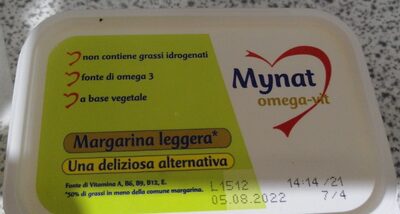 non contiene grassi idrogenati
fonte di omega 3
a base vegetale
Mynat
omega-vit
Margarina leggera*
Una deliziosa alternativa
Fonte di Vitamina A, B6, B9, B12, E.
*50% di grassi in meno della comune margarina.
L1512 14:14/21
05.08.2022 7/4